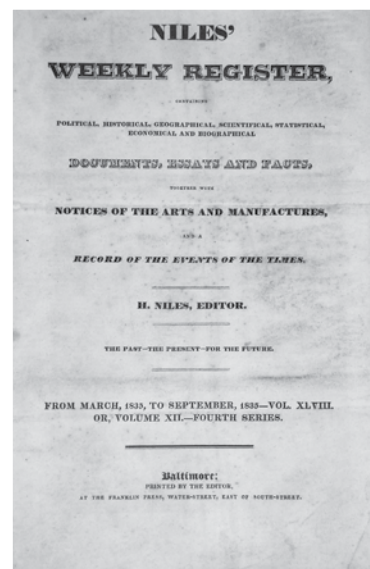 NILES'
WEEKLY REGISTER,
CONTAINING
POLITICAL, HISTORICAL, GEOGRAPHICAL, SCIENTIFICAL, STATISTICAL,
ECONOMICAL AND BIOGRAPHICAL
DOCUMENTS, ESSAYS AND FACTS,
TOGETHER WITH
NOTICES OF THE ARTS AND MANUFACTURES,
AND A
RECORD OF THE EVENTS OF THE TIMES.
H. NILES, EDITOR.
THE PAST—THE PRESENT—FOR THE FUTURE.
FROM MARCH, 1835, TO SEPTEMBER, 1835—VOL. XLVIII.
OR, VOLUME XII.—FOURTH SERIES.
Baltimore:
PRINTED BY THE EDITOR,
AT THE FRANKLIN PRESS, WATER-STREET, EAST OF SOUTH-STREET.